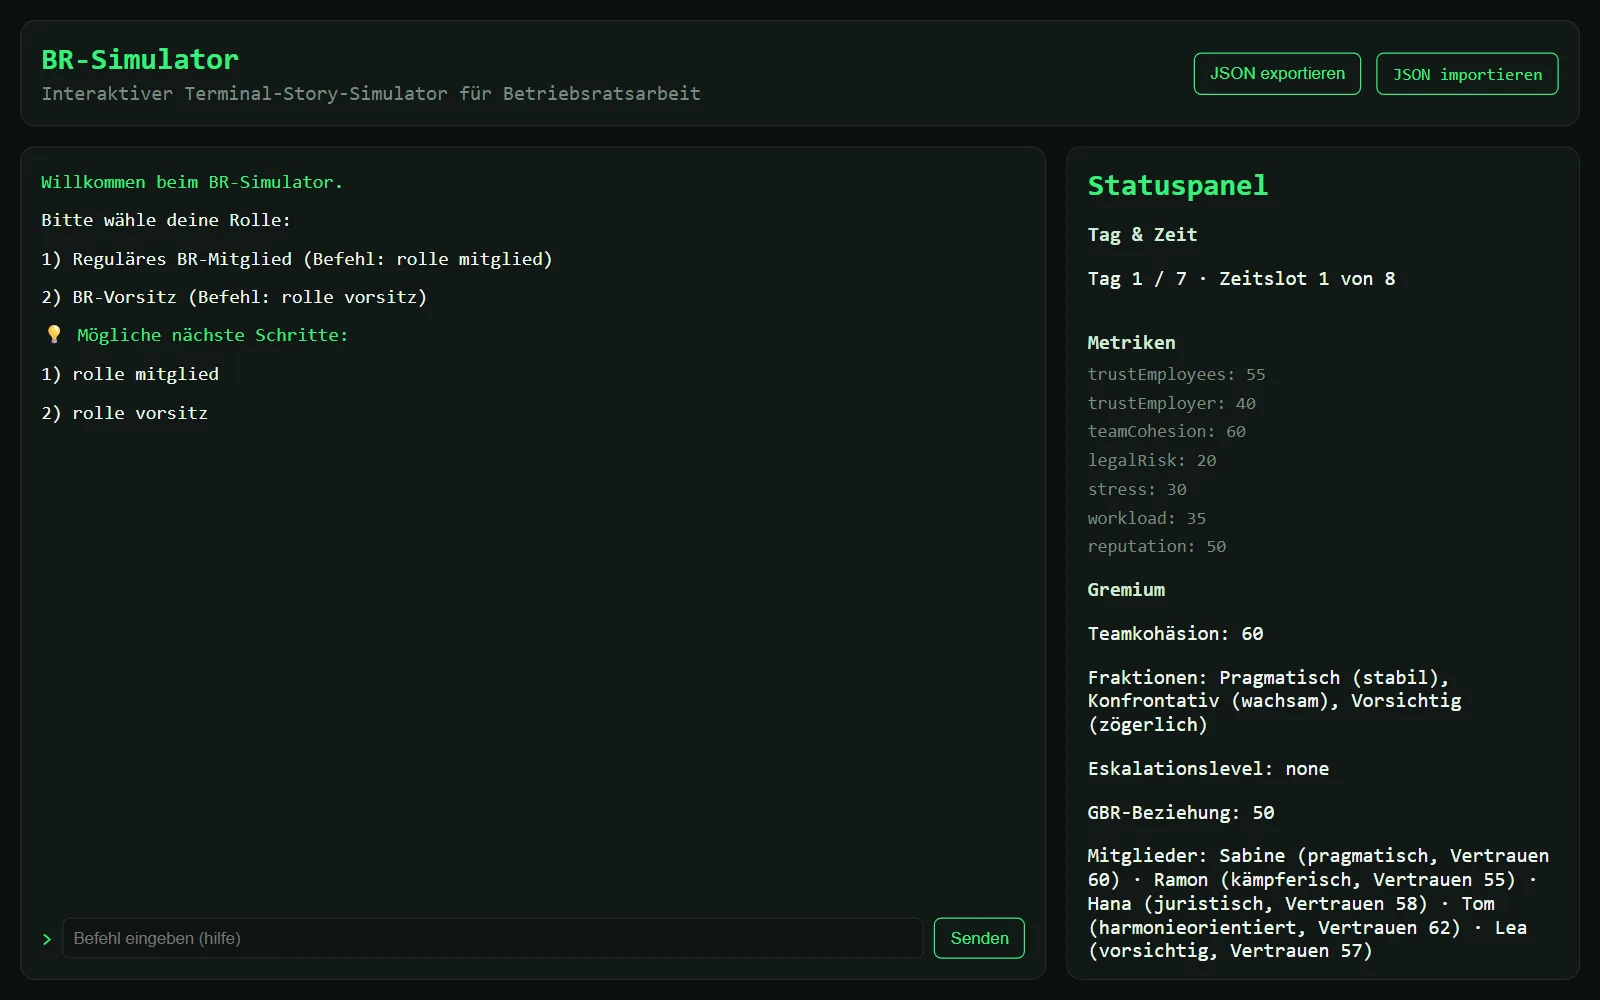 BR-Simulator
Interaktiver Terminal-Story-Simulator für Betriebsratsarbeit
JSON exportieren
JSON importieren
Willkommen beim BR-Simulator.
Bitte wähle deine Rolle:
1) Reguläres BR-Mitglied (Befehl: rolle mitglied)
2) BR-Vorsitz (Befehl: rolle vorsitz)
💡 Mögliche nächste Schritte:
1) rolle mitglied
2) rolle vorsitz
> Befehl eingeben (hilfe)
Senden
Statuspanel
Tag & Zeit
Tag 1 / 7 · Zeitslot 1 von 8
Metriken
trustEmployees: 55
trustEmployer: 40
teamCohesion: 60
legalRisk: 20
stress: 30
workload: 35
reputation: 50
Gremium
Teamkohäsion: 60
Fraktionen: Pragmatisch (stabil),
Konfrontativ (wachsam), Vorsichtig
(zögerlich)
Eskalationslevel: none
GBR-Beziehung: 50
Mitglieder: Sabine (pragmatisch, Vertrauen
60) · Ramon (kämpferisch, Vertrauen 55) ·
Hana (juristisch, Vertrauen 58) · Tom
(harmonieorientiert, Vertrauen 62) · Lea
(vorsichtig, Vertrauen 57)